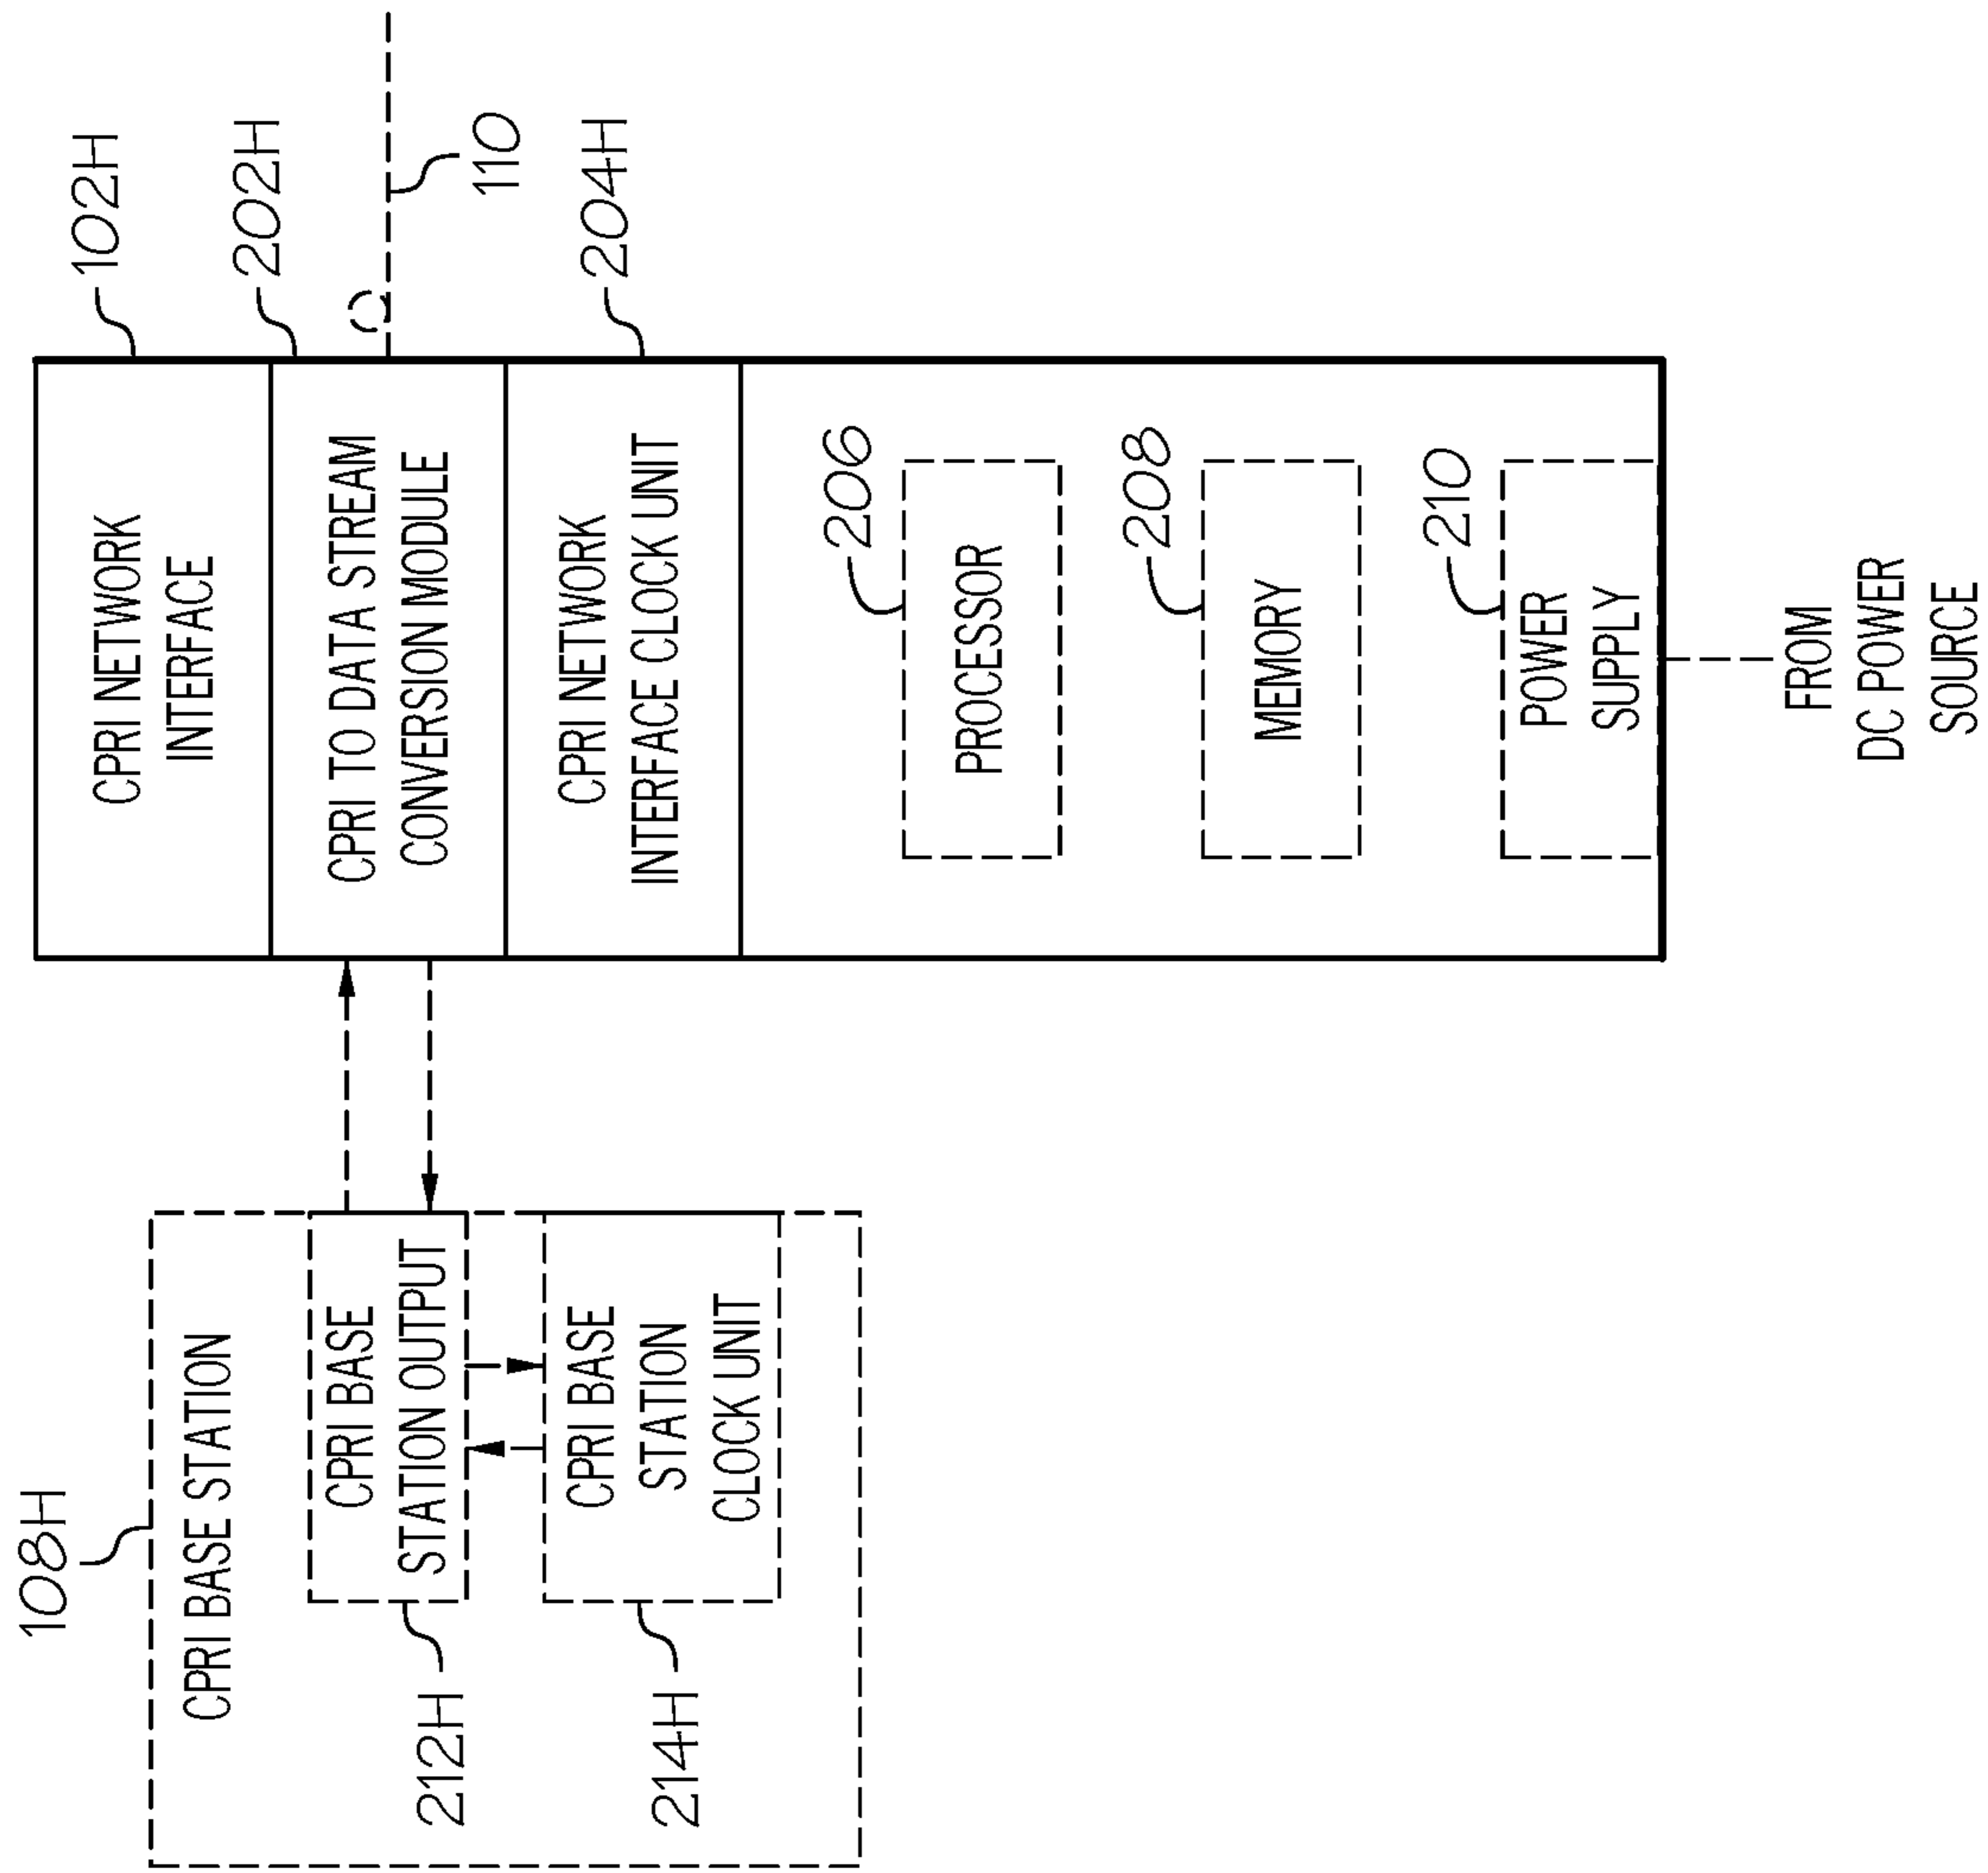 108H
CPRI BASE STATION
CPRI BASE
STATION OUTPUT
212H
CPRI BASE
STATION
CLOCK UNIT
214H
102H
CPRI NETWORK
INTERFACE
202H
CPRI TO DATA STREAM
CONVERSION MODULE
110
204H
CPRI NETWORK
INTERFACE CLOCK UNIT
206
PROCESSOR
208
MEMORY
210
POWER
SUPPLY
FROM
DC POWER
SOURCE